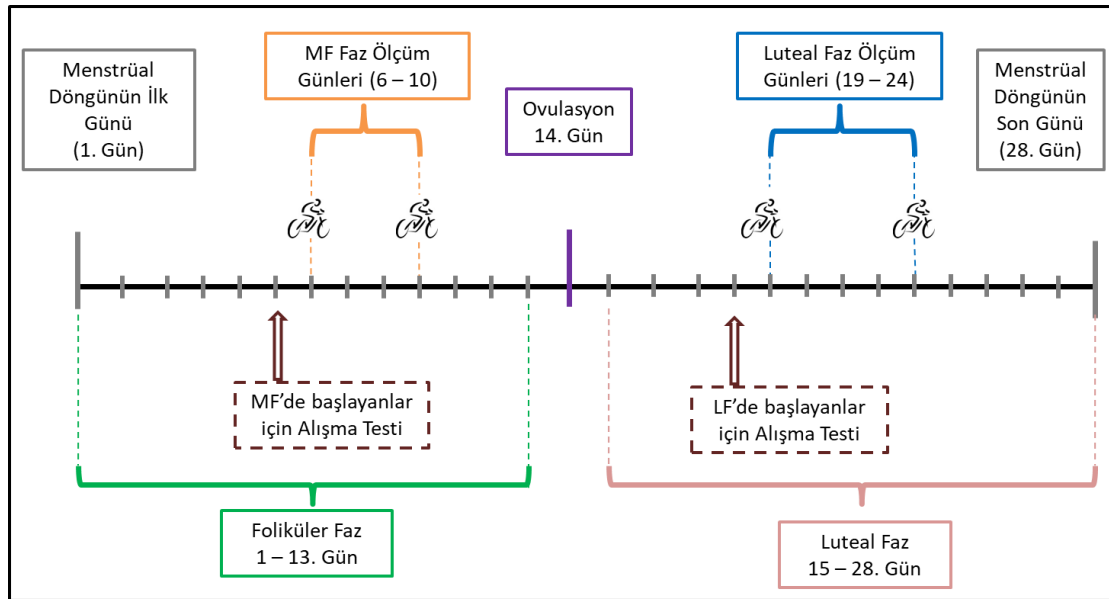 Menstrüal
Döngünün İlk
Günü
(1. Gün)
MF Faz Ölçüm
Günleri (6 – 10)
Ovulasyon
14. Gün
Luteal Faz Ölçüm
Günleri (19 – 24)
Menstrüal
Döngünün
Son Günü
(28. Gün)
MF’de başlayanlar
için Alışma Testi
LF’de başlayanlar
için Alışma Testi
Foliküler Faz
1 – 13. Gün
Luteal Faz
15 – 28. Gün